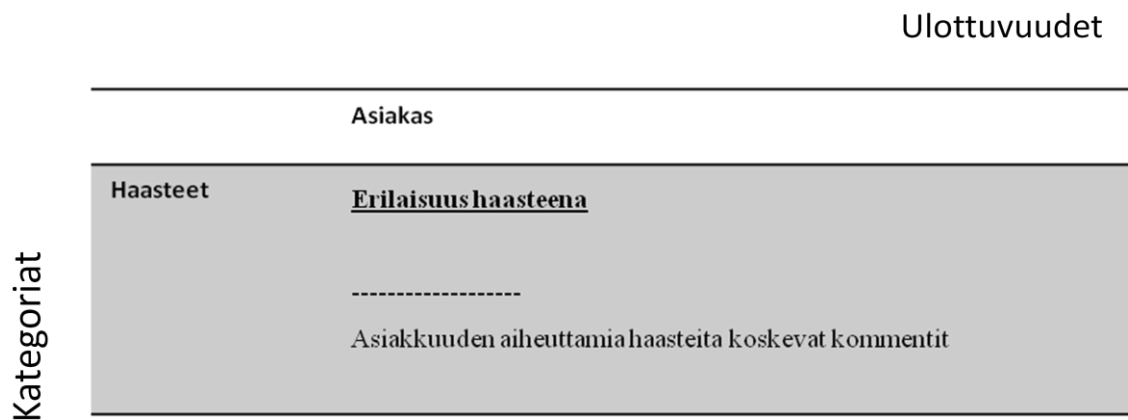 Ulottuvuudet
Asiakas
Haasteet
Erilaisuus haasteena
-------------------
Asiakkuuden aiheuttamia haasteita koskevat kommentit
Kategoriat